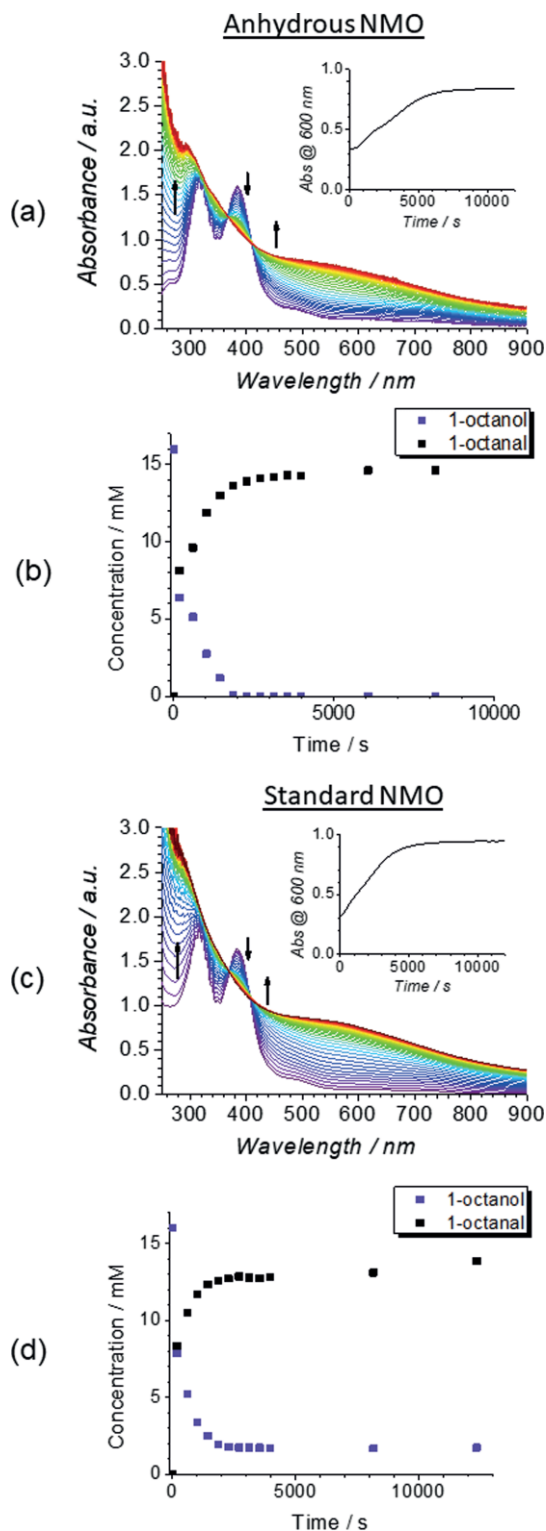 Anhydrous NMO
(a)
Absorbance / a.u.
3.0
2.5
2.0
1.5
1.0
0.5
0.0
300 400 500 600 700 800 900
Wavelength / nm
Abs @ 600 nm
1.0
0.5
0.0
0 5000 10000
Time / s
(b)
1-octanol
1-octanal
Concentration / mM
15
10
5
0
0 5000 10000
Time / s
Standard NMO
(c)
Absorbance / a.u.
3.0
2.5
2.0
1.5
1.0
0.5
0.0
300 400 500 600 700 800 900
Wavelength / nm
Abs @ 600 nm
1.0
0.5
0.0
0 5000 10000
Time / s
(d)
1-octanol
1-octanal
Concentration / mM
15
10
5
0
0 5000 10000
Time / s